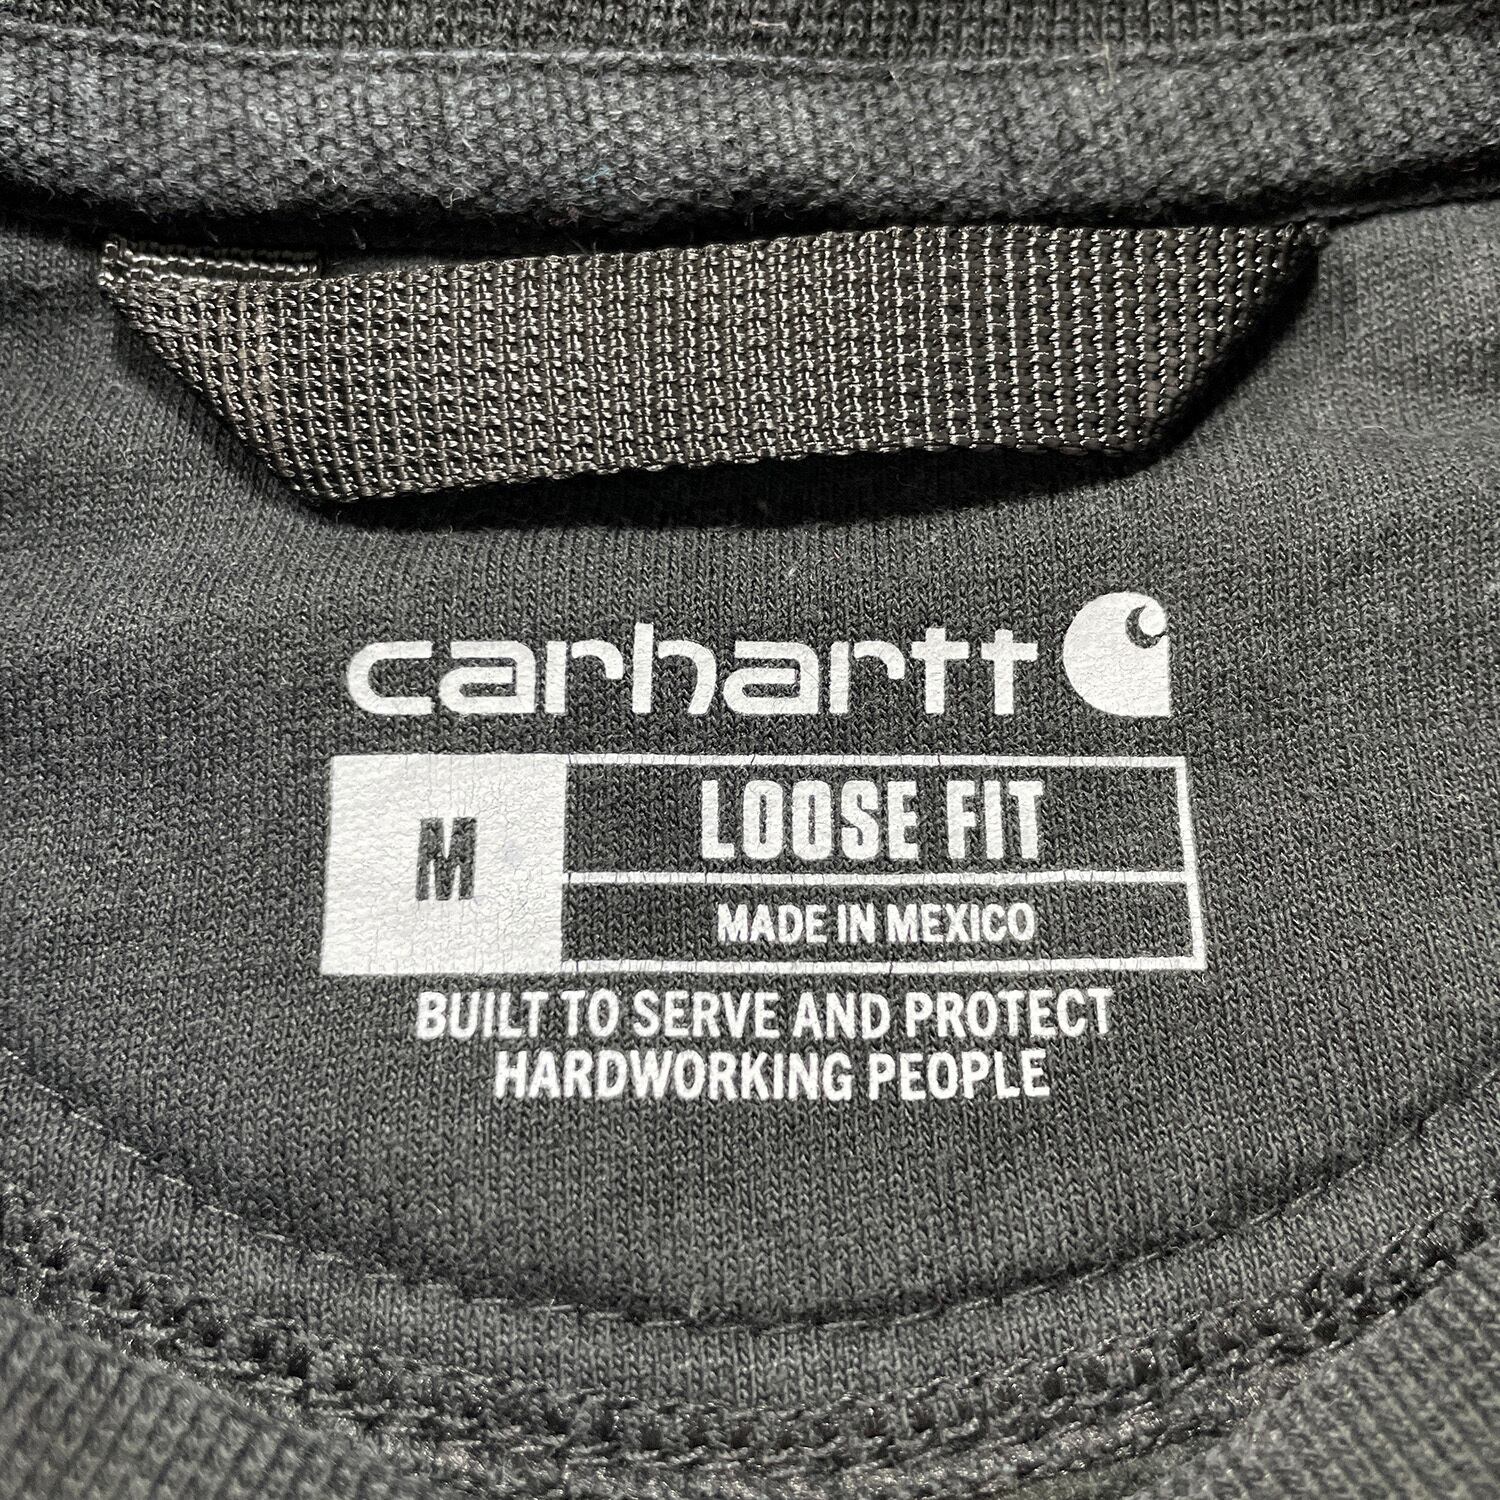 carhartt
M
LOOSE FIT
MADE IN MEXICO
BUILT TO SERVE AND PROTECT
HARDWORKING PEOPLE